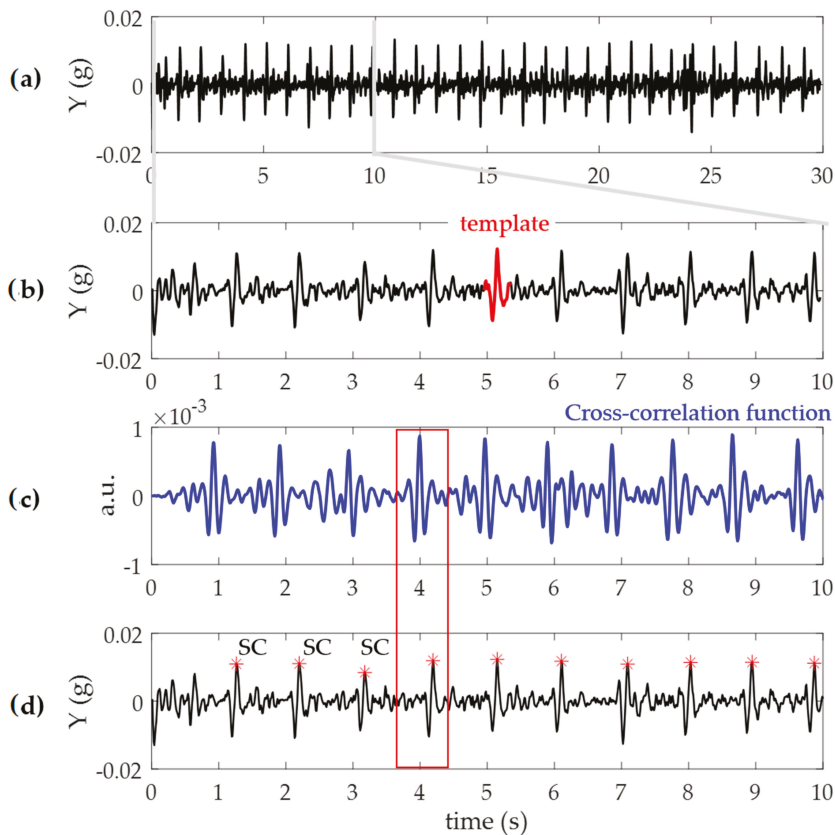 (a)
Y (g)
0.02
0
-0.02
0 5 10 15 20 25 30
template
(b)
Y (g)
0.02
0
-0.02
0 1 2 3 4 5 6 7 8 9 10
×10⁻³
Cross-correlation function
(c)
a.u.
1
0
-1
0 1 2 3 4 5 6 7 8 9 10
(d)
Y (g)
0.02
0
-0.02
SC SC SC
0 1 2 3 4 5 6 7 8 9 10
time (s)